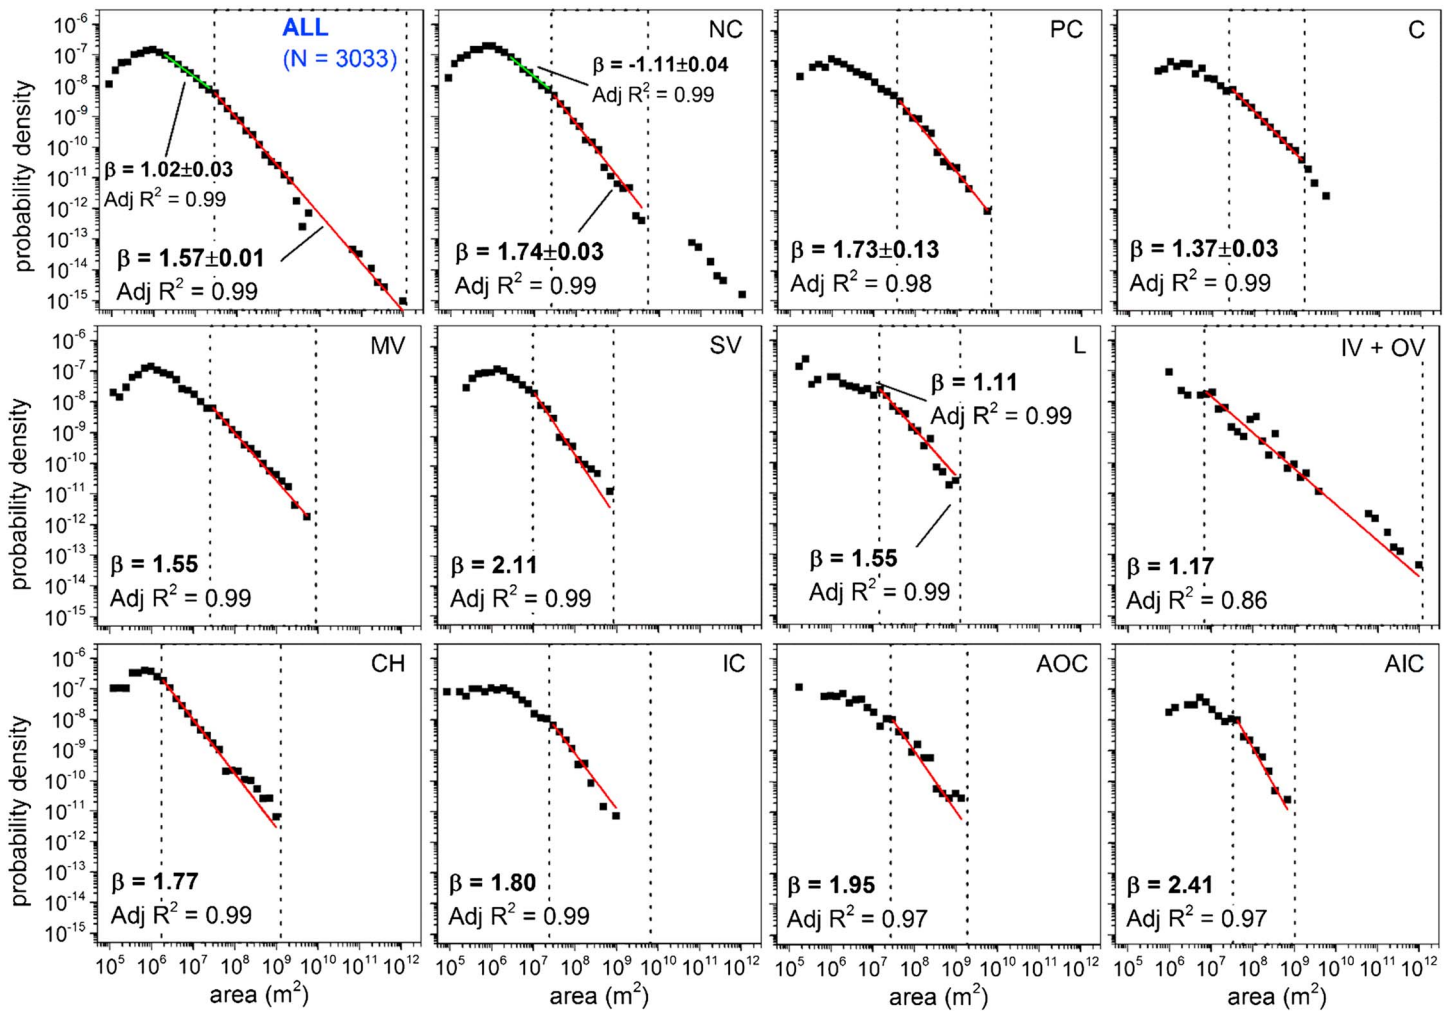 ALL
(N = 3033)
β = 1.02±0.03
Adj R² = 0.99
β = 1.57±0.01
Adj R² = 0.99
NC
β = -1.11±0.04
Adj R² = 0.99
β = 1.74±0.03
Adj R² = 0.99
PC
β = 1.73±0.13
Adj R² = 0.98
C
β = 1.37±0.03
Adj R² = 0.99
probability density
10⁻⁶
10⁻⁷
10⁻⁸
10⁻⁹
10⁻¹⁰
10⁻¹¹
10⁻¹²
10⁻¹³
10⁻¹⁴
10⁻¹⁵
MV
β = 1.55
Adj R² = 0.99
SV
β = 2.11
Adj R² = 0.99
L
β = 1.11
Adj R² = 0.99
β = 1.55
Adj R² = 0.99
IV + OV
β = 1.17
Adj R² = 0.86
probability density
10⁻⁶
10⁻⁷
10⁻⁸
10⁻⁹
10⁻¹⁰
10⁻¹¹
10⁻¹²
10⁻¹³
10⁻¹⁴
10⁻¹⁵
CH
β = 1.77
Adj R² = 0.99
IC
β = 1.80
Adj R² = 0.99
AOC
β = 1.95
Adj R² = 0.97
AIC
β = 2.41
Adj R² = 0.97
probability density
10⁻⁶
10⁻⁷
10⁻⁸
10⁻⁹
10⁻¹⁰
10⁻¹¹
10⁻¹²
10⁻¹³
10⁻¹⁴
10⁻¹⁵
10⁵ 10⁶ 10⁷ 10⁸ 10⁹ 10¹⁰ 10¹¹ 10¹²
area (m²)
10⁵ 10⁶ 10⁷ 10⁸ 10⁹ 10¹⁰ 10¹¹ 10¹²
area (m²)
10⁵ 10⁶ 10⁷ 10⁸ 10⁹ 10¹⁰ 10¹¹ 10¹²
area (m²)
10⁵ 10⁶ 10⁷ 10⁸ 10⁹ 10¹⁰ 10¹¹ 10¹²
area (m²)